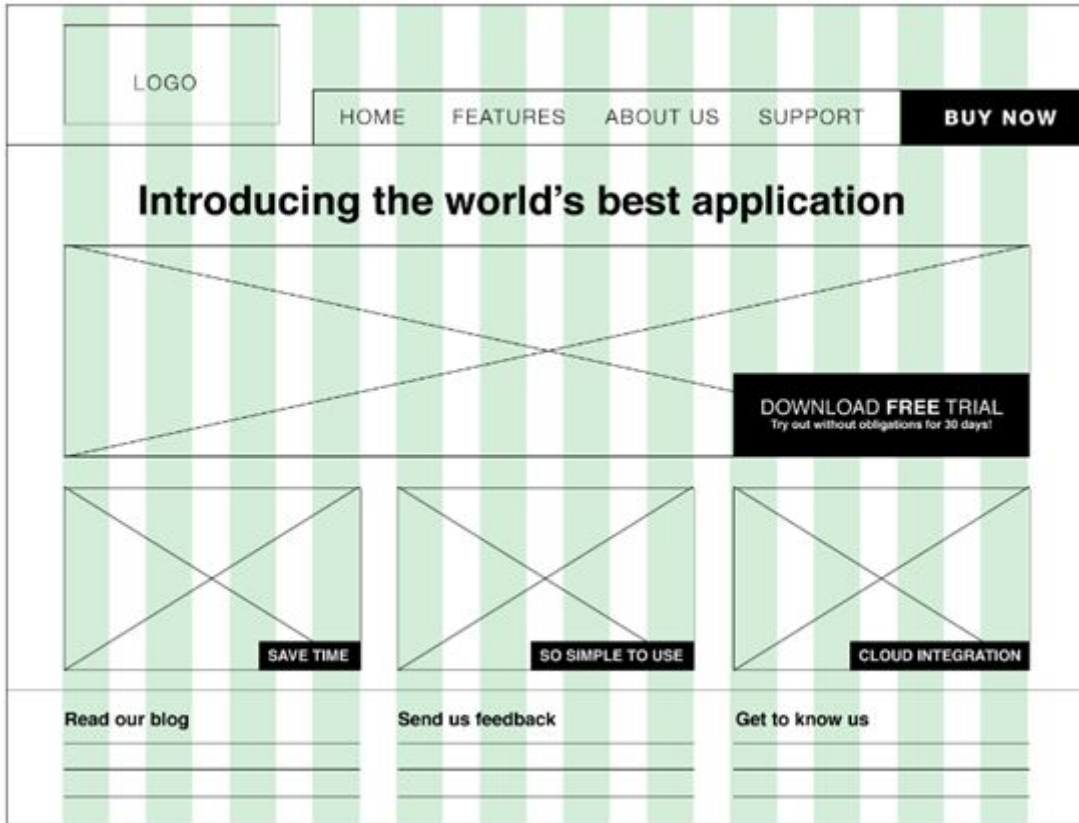 LOGO
HOME FEATURES ABOUT US SUPPORT BUY NOW
Introducing the world's best application
DOWNLOAD FREE TRIAL
Try out without obligations for 30 days!
SAVE TIME
SO SIMPLE TO USE
CLOUD INTEGRATION
Read our blog
Send us feedback
Get to know us